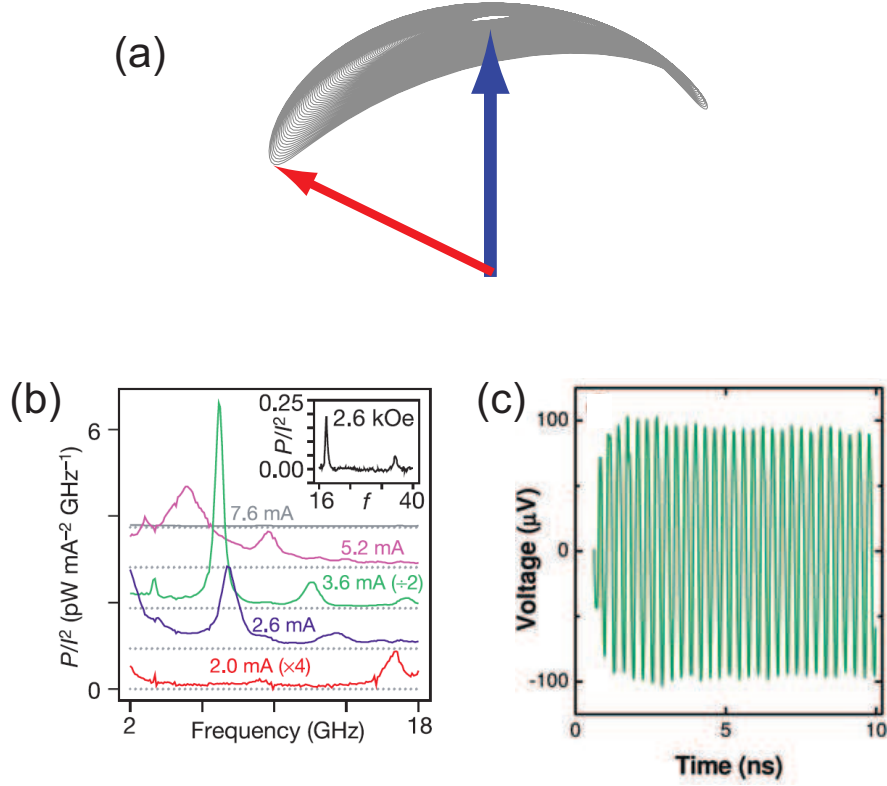 (a)
(b)
6
P/I² (pW mA⁻² GHz⁻¹)
0
0.25
P/I²
0.00
2.6 kOe
16
f
40
7.6 mA
5.2 mA
3.6 mA (÷2)
2.6 mA
2.0 mA (×4)
2
Frequency (GHz)
18
(c)
100
Voltage (µV)
0
-100
0
5
10
Time (ns)